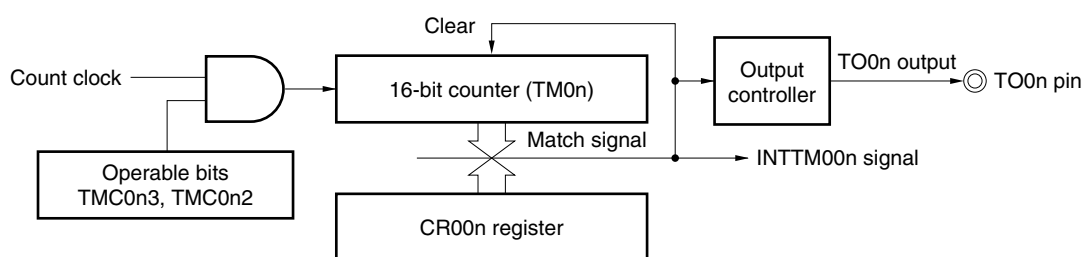 Clear
Count clock
16-bit counter (TM0n)
Output
controller
TO0n output
TO0n pin
Match signal
INTTM00n signal
Operable bits
TMC0n3, TMC0n2
CR00n register